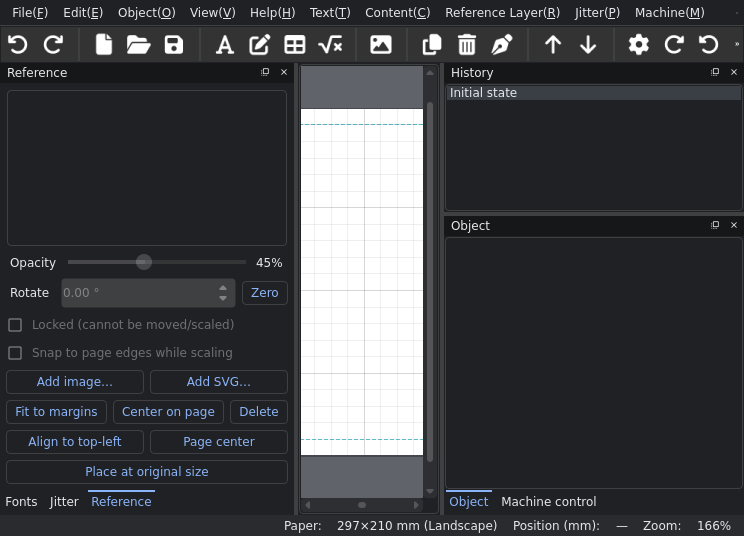 File(F) Edit(E) Object(O) View(V) Help(H) Text(T) Content(C) Reference Layer(R) Jitter(P) Machine(M)
Reference
Opacity 45%
Rotate 0.00 ° Zero
Locked (cannot be moved/scaled)
Snap to page edges while scaling
Add image... Add SVG...
Fit to margins Center on page Delete
Align to top-left Page center
Place at original size
Fonts Jitter Reference
History
Initial state
Object
Object Machine control
Paper: 297×210 mm (Landscape) Position (mm): — Zoom: 166%